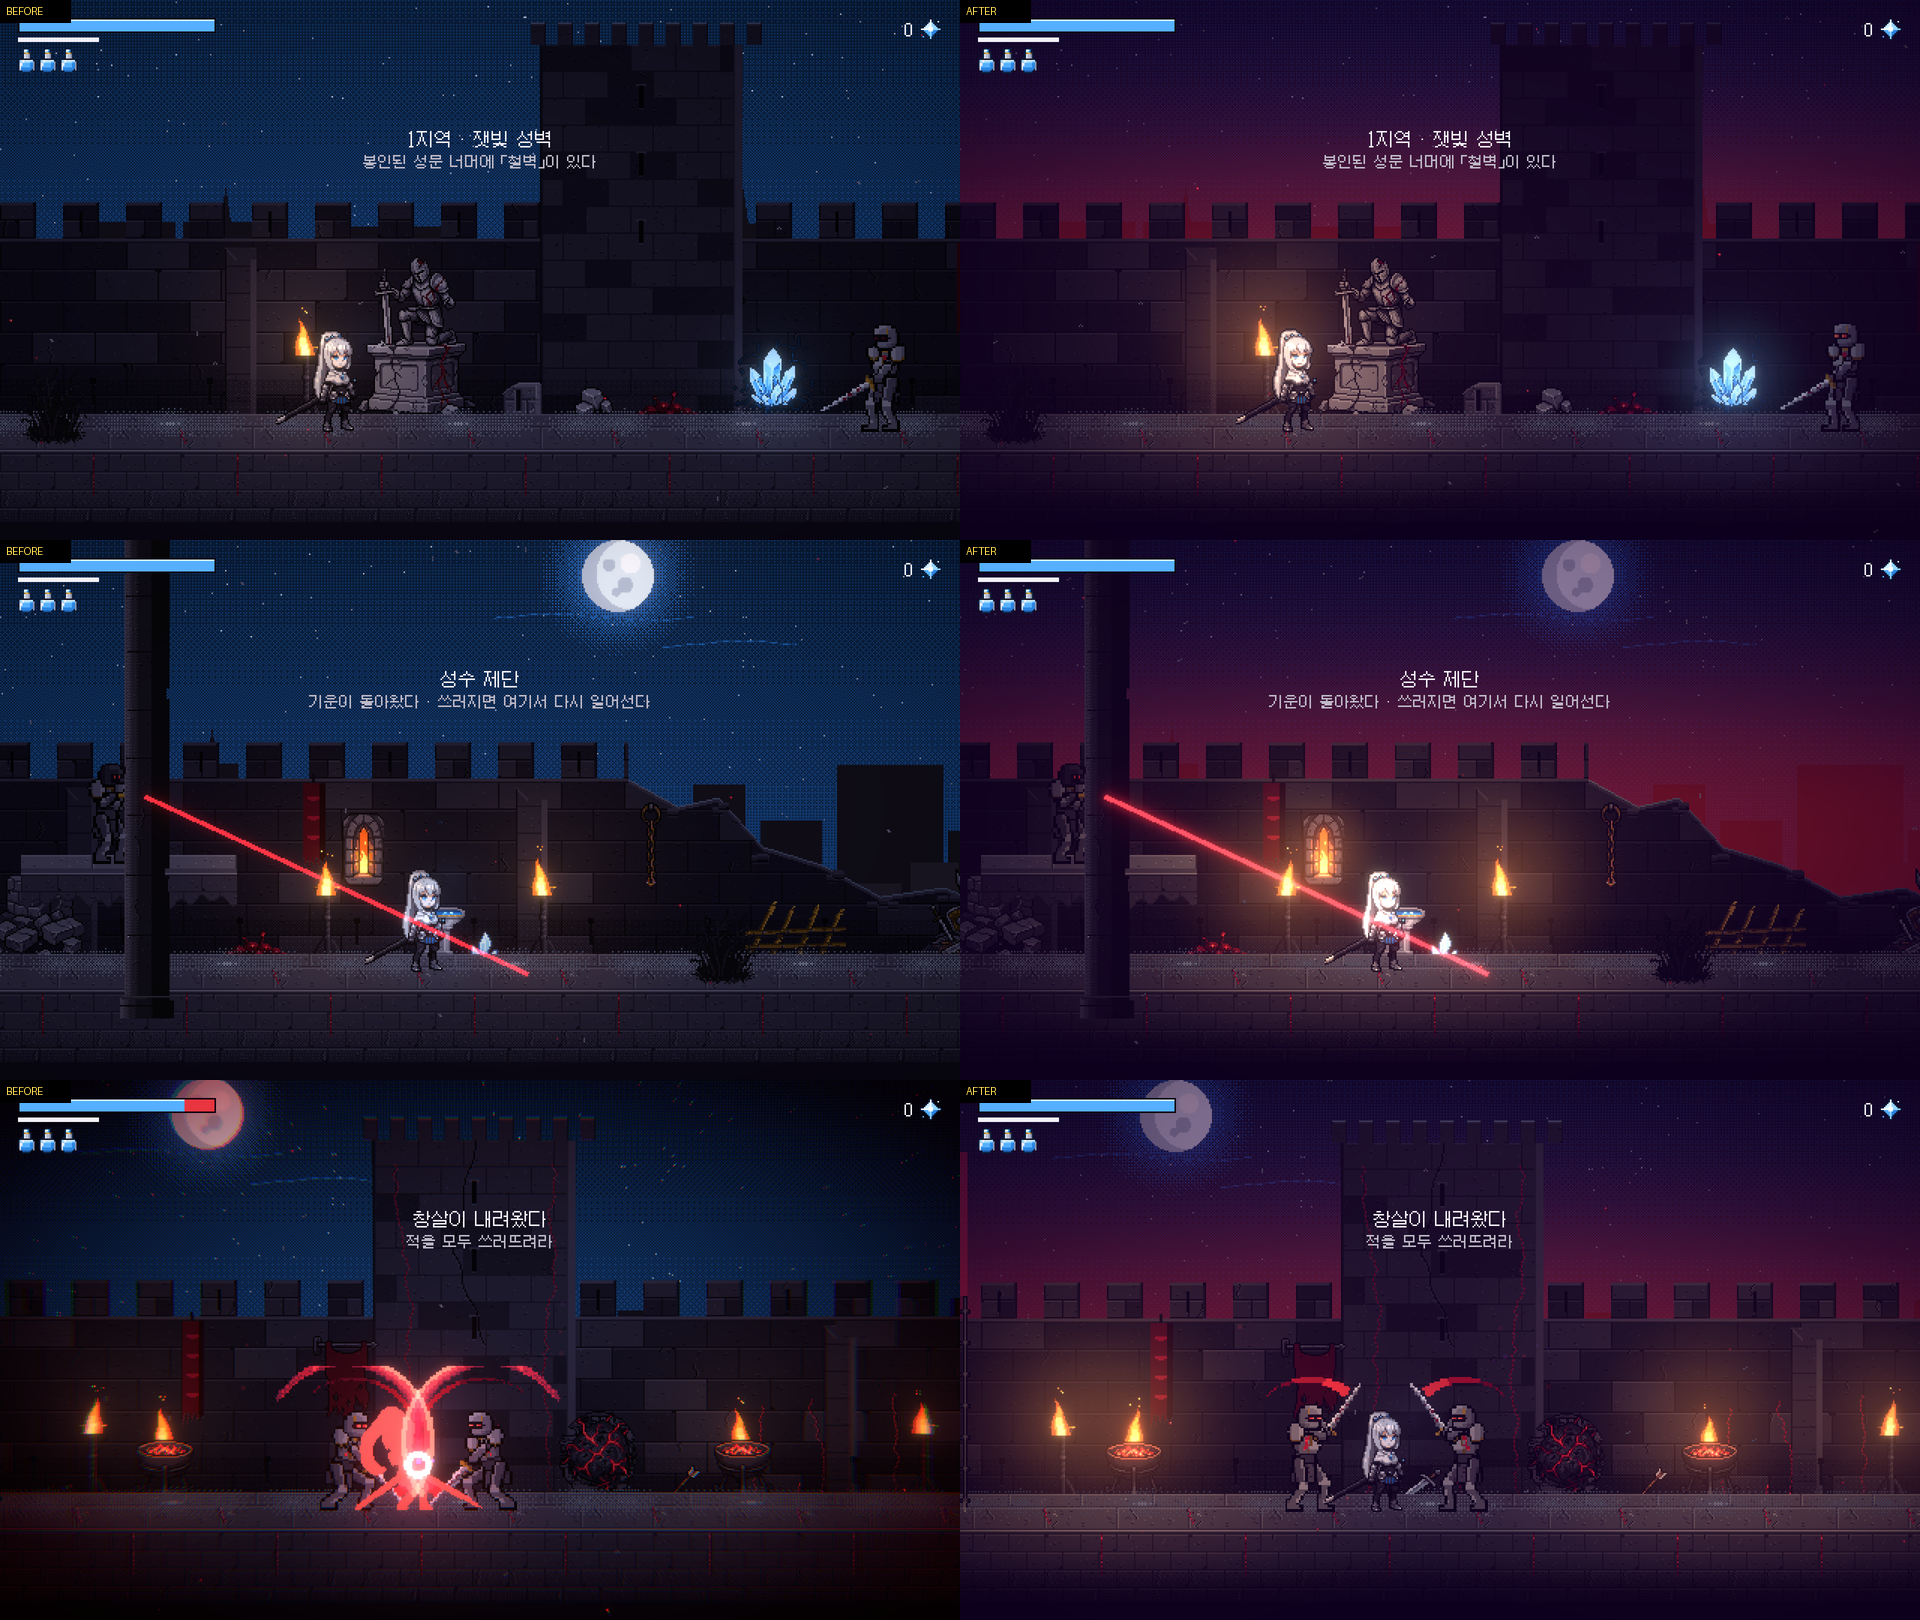 BEFORE
0
1지역 · 잿빛 성벽
봉인된 성문 너머에 「철벽」이 있다
AFTER
0
1지역 · 잿빛 성벽
봉인된 성문 너머에 「철벽」이 있다
BEFORE
0
성수 제단
기운이 돌아왔다 · 쓰러지면 여기서 다시 일어선다
AFTER
0
성수 제단
기운이 돌아왔다 · 쓰러지면 여기서 다시 일어선다
BEFORE
0
창살이 내려왔다
적을 모두 쓰러뜨려라
AFTER
0
창살이 내려왔다
적을 모두 쓰러뜨려라